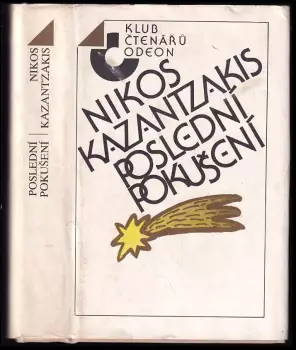 NIKOS
KAZANTZAKIS
POSLEDNÍ
POKUŠENÍ
KLUB
ČTENÁŘŮ
ODEON
NIKOS
KAZANTZAKIS
POSLEDNÍ
POKUŠENÍ